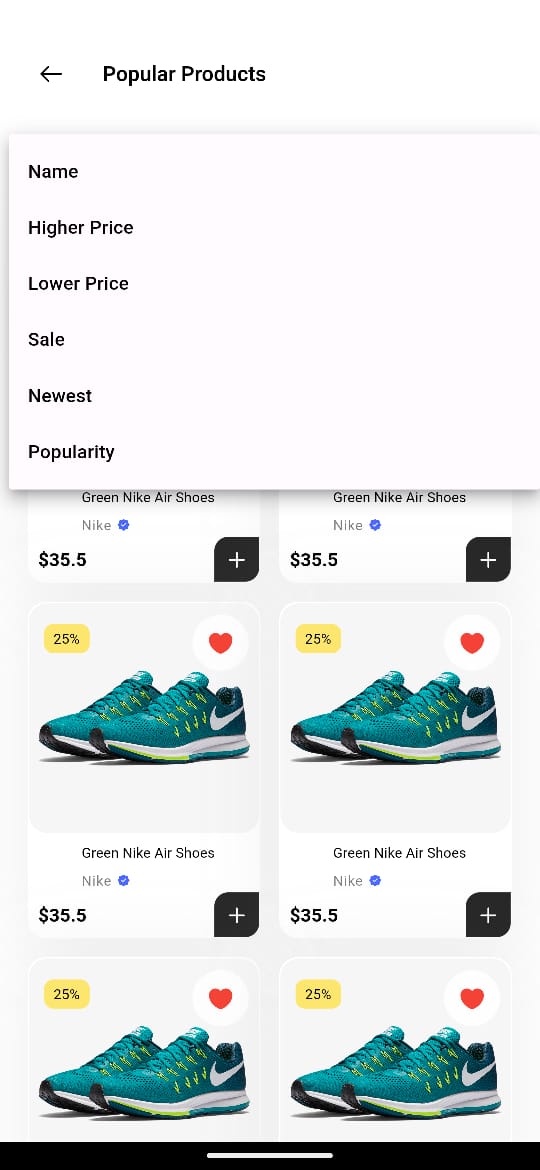 Popular Products
Name
Higher Price
Lower Price
Sale
Newest
Popularity
Green Nike Air Shoes
Green Nike Air Shoes
Nike
Nike
$35.5
$35.5
25%
25%
Green Nike Air Shoes
Green Nike Air Shoes
Nike
Nike
$35.5
$35.5
25%
25%